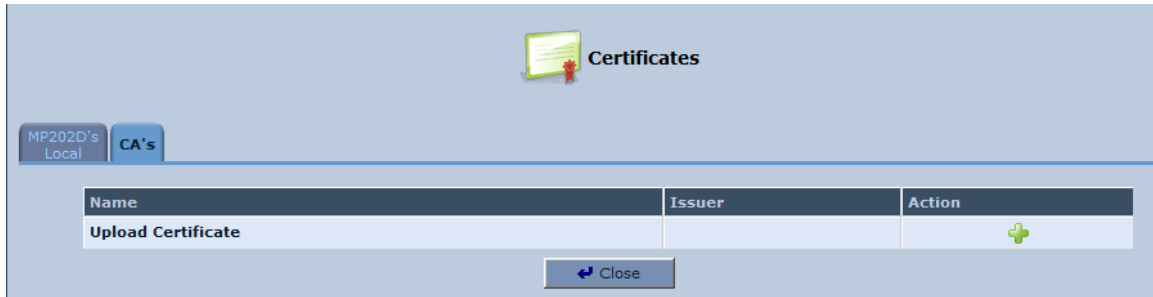 Certificates
MP202D's
Local
CA's
Name Issuer Action
Upload Certificate
Close